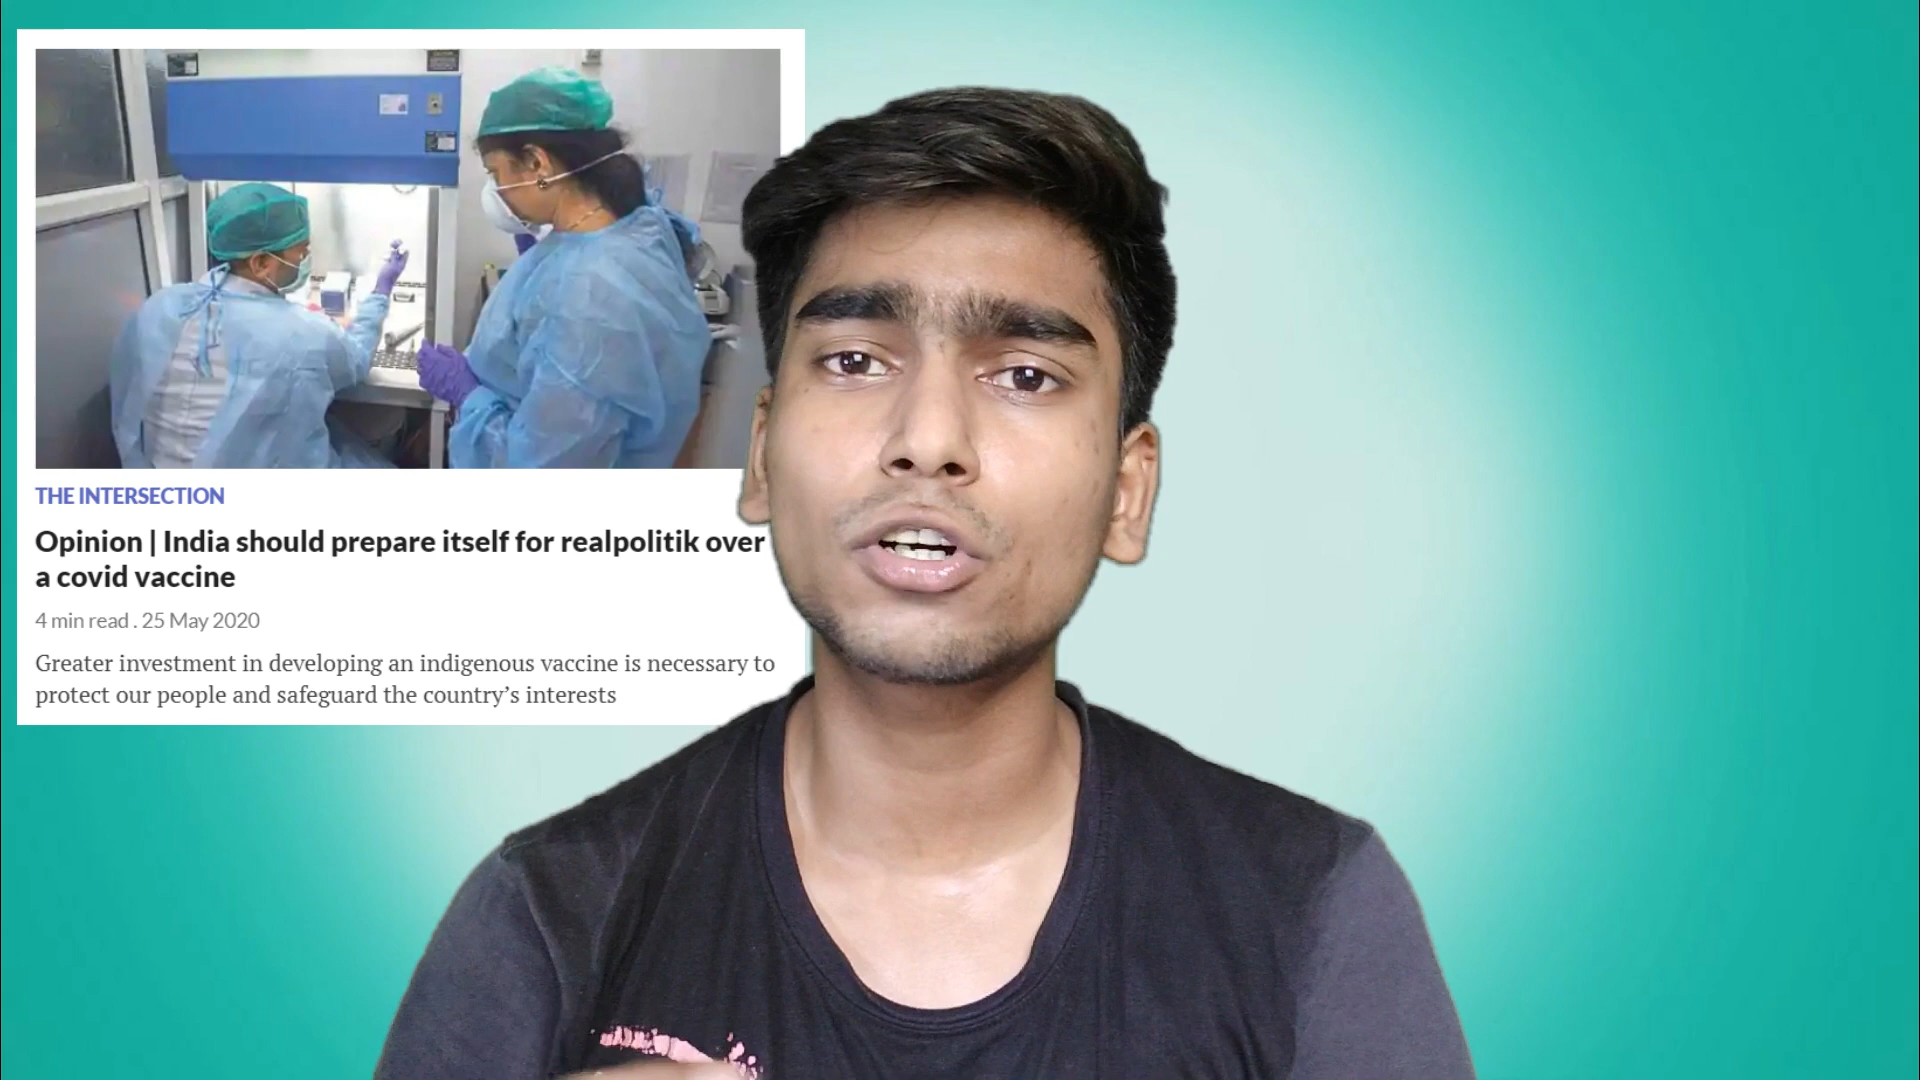 THE INTERSECTION
Opinion | India should prepare itself for realpolitik over
a covid vaccine
4 min read . 25 May 2020
Greater investment in developing an indigenous vaccine is necessary to
protect our people and safeguard the country's interests